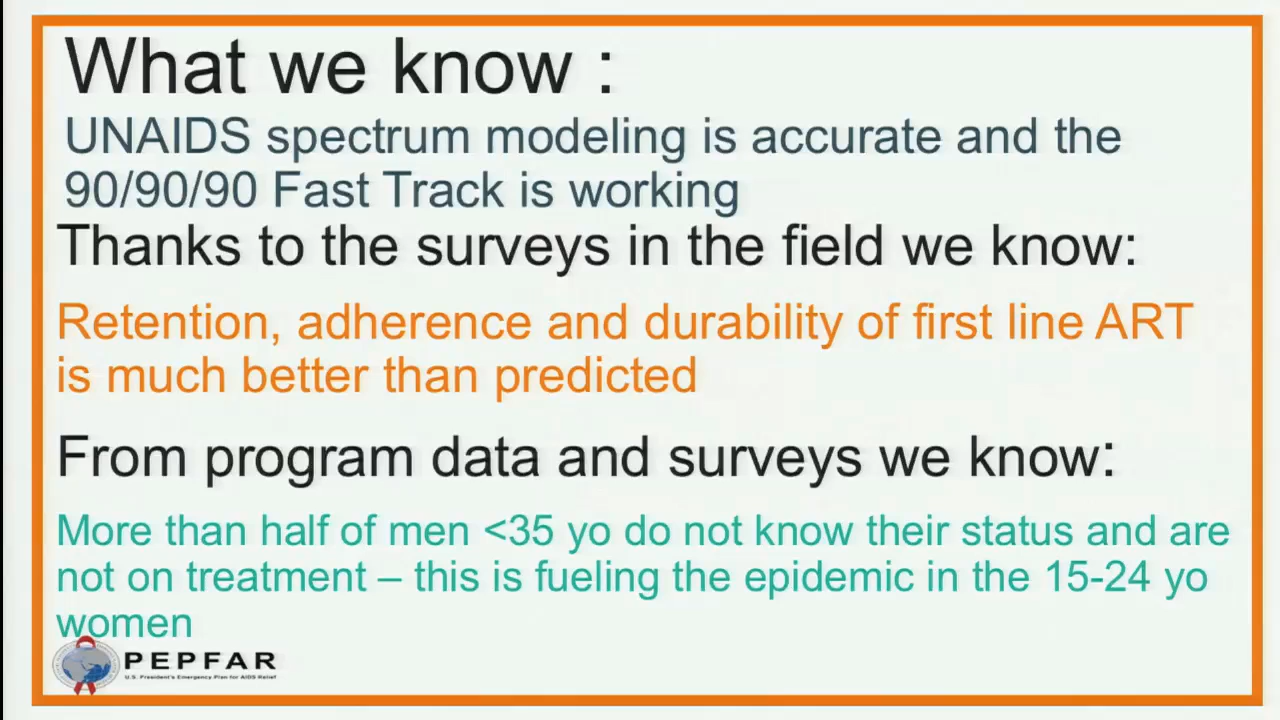 What we know :
UNAIDS spectrum modeling is accurate and the
90/90/90 Fast Track is working
Thanks to the surveys in the field we know:
Retention, adherence and durability of first line ART
is much better than predicted
From program data and surveys we know:
More than half of men <35 yo do not know their status and are
not on treatment – this is fueling the epidemic in the 15-24 yo
women
PEPFAR
U.S. President's Emergency Plan for AIDS Relief